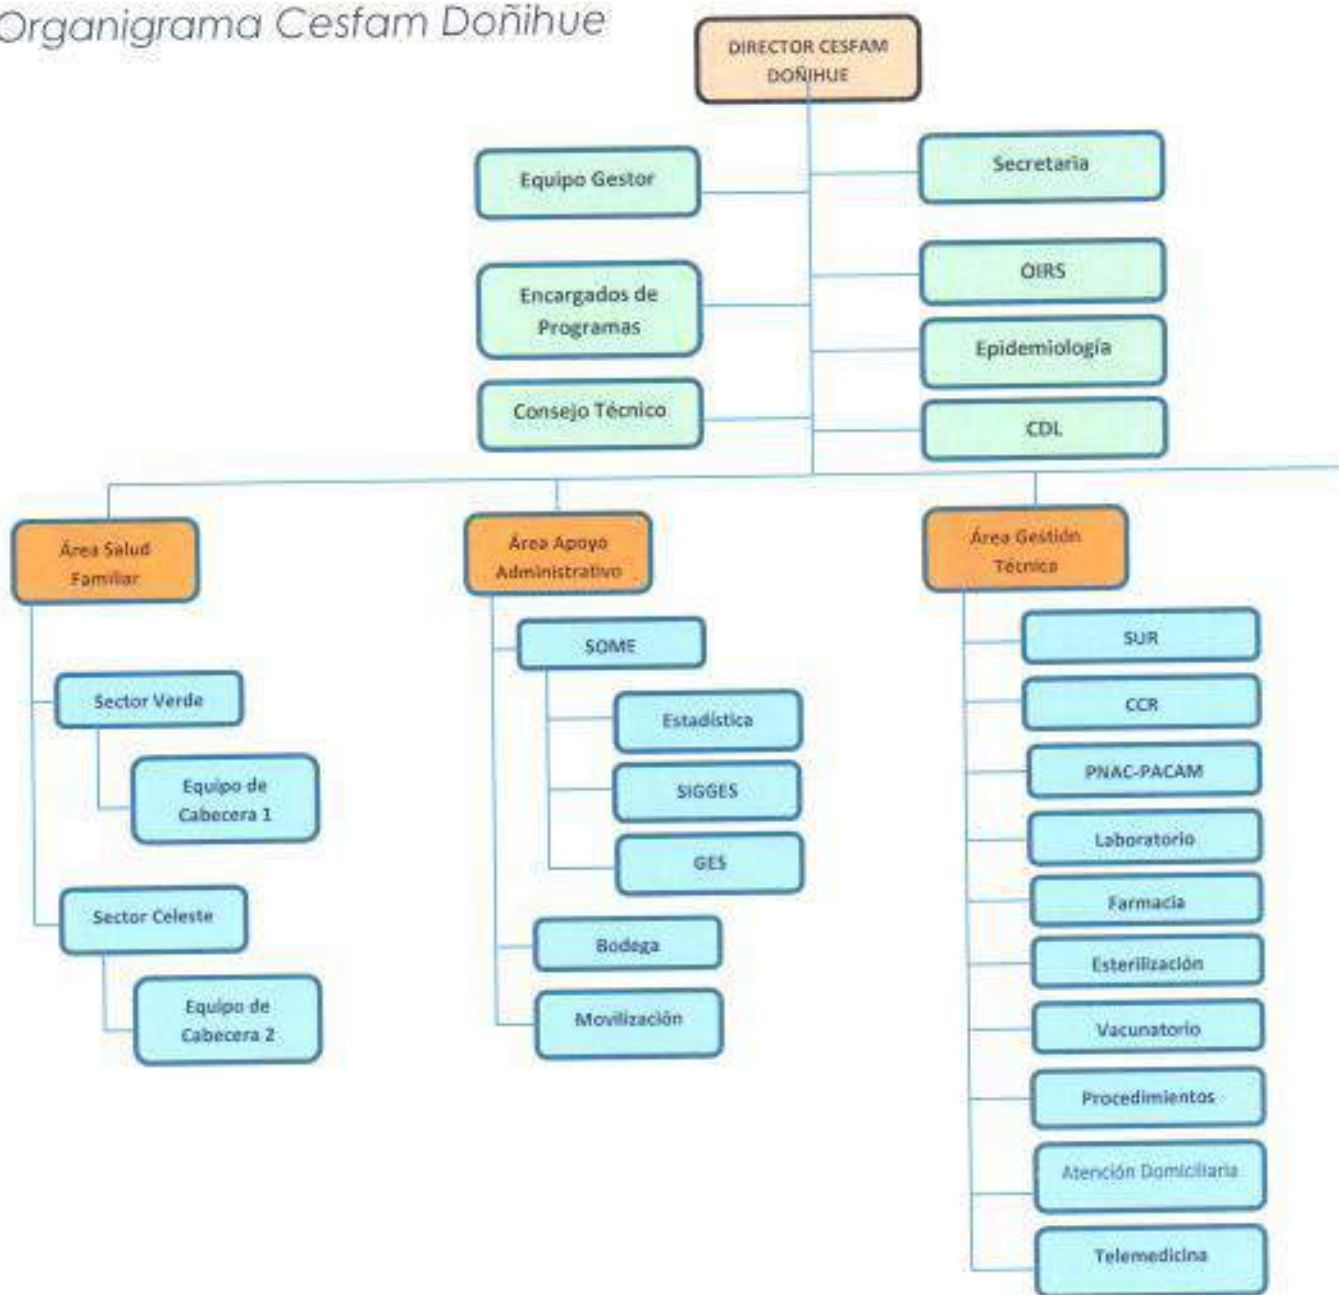 Organigrama Cesfam Doñihue
DIRECTOR CESFAM
DOÑIHUE
Equipo Gestor
Secretaria
Encargados de
Programas
OIRS
Epidemiología
Consejo Técnico
CDL
Área Salud
Familiar
Sector Verde
Equipo de
Cabecera 1
Sector Celeste
Equipo de
Cabecera 2
Área Apoyo
Administrativo
SOME
Estadística
SIGGES
GES
Bodega
Movilización
Área Gestión
Técnica
SUR
CCR
PNAC-PACAM
Laboratorio
Farmacia
Esterilización
Vacunatorio
Procedimientos
Atención Domiciliaria
Telemedicina